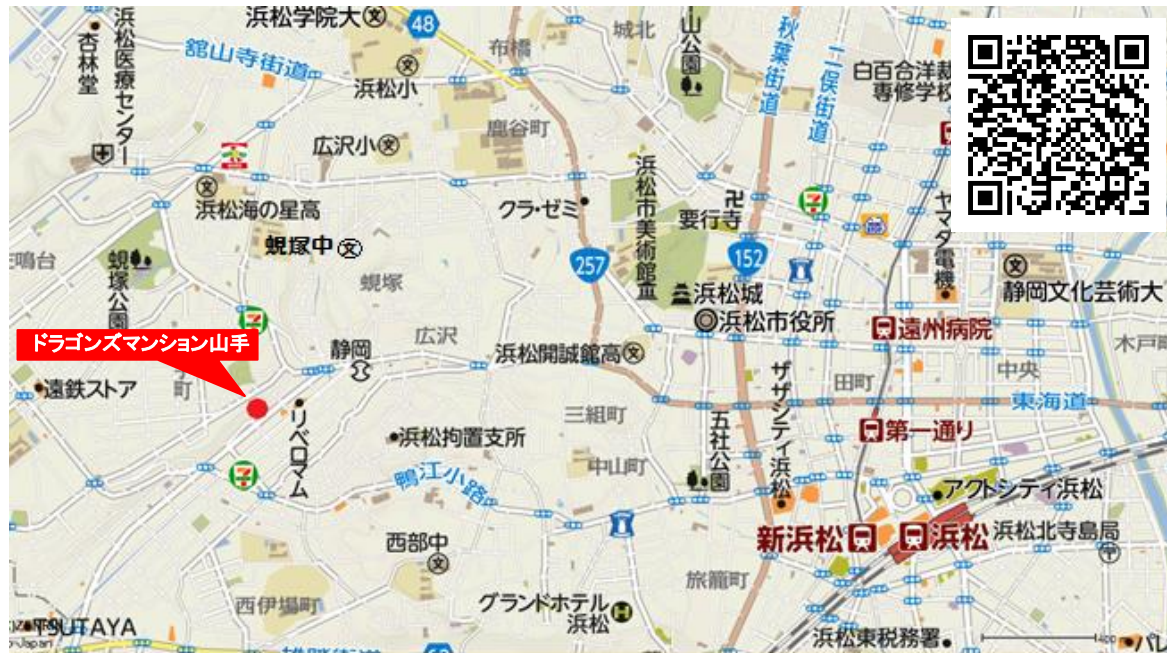 浜松学院大
48
城北
布橋
山公園
秋葉街道
二俣街道
浜松医療センター
杏林堂
舘山寺街道
浜松小
白百合洋裁
専修学校
鹿谷町
広沢小
浜松市美術館
クラ・ゼミ
要行寺
浜松海の星高
ヤマダ電機
蜆塚中
257
152
蜆塚公園
蜆塚
浜松城
静岡文化芸術大
浜松市役所
遠州病院
広沢
静岡
浜松開誠館高
木戸町
ドラゴンズマンション山手
ザザシティ浜松
田町
中央
遠鉄ストア
町
東海道
リベロマム
三組町
五社公園
第一通り
浜松拘置支所
中山町
鴨江小路
アクトシティ浜松
新浜松
浜松
浜松北寺島局
西部中
旅籠町
西伊場町
グランドホテル
浜松
TSUTAYA
浜松東税務署
400